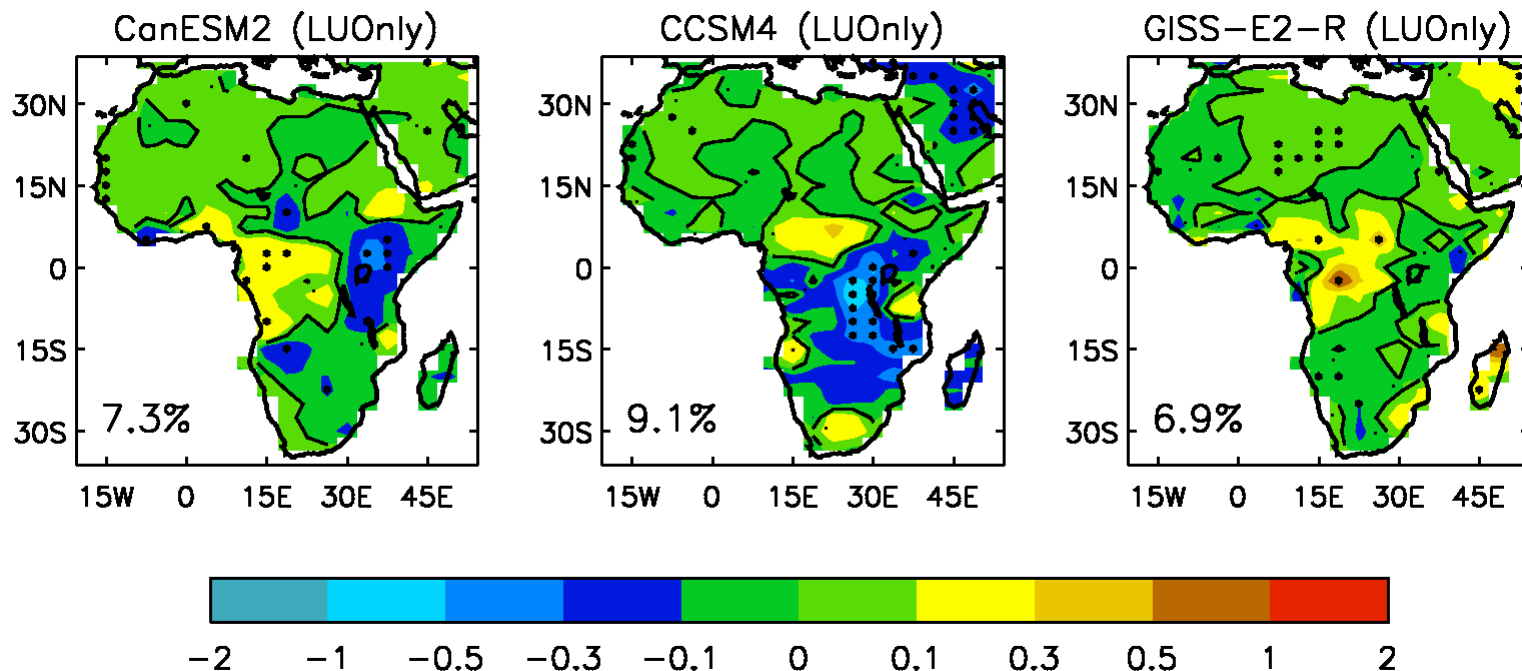 CanESM2 (LUOnly) CCSM4 (LUOnly) GISS−E2−R (LUOnly)
30N 30N 30N
15N 15N 15N
0 0 0
15S 15S 15S
30S 30S 30S
7.3% 9.1% 6.9%
15W 0 15E 30E 45E 15W 0 15E 30E 45E 15W 0 15E 30E 45E
−2 −1 −0.5 −0.3 −0.1 0 0.1 0.3 0.5 1 2